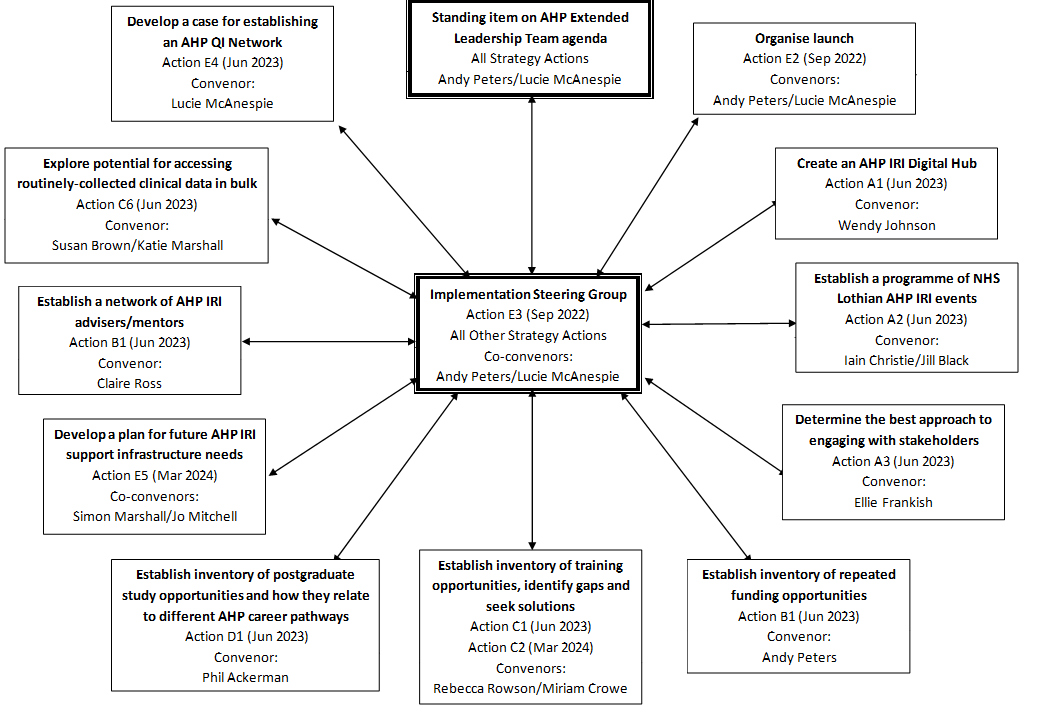 Develop a case for establishing
an AHP QI Network
Action E4 (Jun 2023)
Convenor:
Lucie McAnespie
Standing item on AHP Extended
Leadership Team agenda
All Strategy Actions
Andy Peters/Lucie McAnespie
Organise launch
Action E2 (Sep 2022)
Convenors:
Andy Peters/Lucie McAnespie
Explore potential for accessing
routinely-collected clinical data in bulk
Action C6 (Jun 2023)
Convenor:
Susan Brown/Katie Marshall
Create an AHP IRI Digital Hub
Action A1 (Jun 2023)
Convenor:
Wendy Johnson
Establish a network of AHP IRI
advisers/mentors
Action B1 (Jun 2023)
Convenor:
Claire Ross
Implementation Steering Group
Action E3 (Sep 2022)
All Other Strategy Actions
Co-convenors:
Andy Peters/Lucie McAnespie
Establish a programme of NHS
Lothian AHP IRI events
Action A2 (Jun 2023)
Convenor:
Iain Christie/Jill Black
Develop a plan for future AHP IRI
support infrastructure needs
Action E5 (Mar 2024)
Co-convenors:
Simon Marshall/Jo Mitchell
Determine the best approach to
engaging with stakeholders
Action A3 (Jun 2023)
Convenor:
Ellie Frankish
Establish inventory of postgraduate
study opportunities and how they relate
to different AHP career pathways
Action D1 (Jun 2023)
Convenor:
Phil Ackerman
Establish inventory of training
opportunities, identify gaps and
seek solutions
Action C1 (Jun 2023)
Action C2 (Mar 2024)
Convenors:
Rebecca Rowson/Miriam Crowe
Establish inventory of repeated
funding opportunities
Action B1 (Jun 2023)
Convenor:
Andy Peters